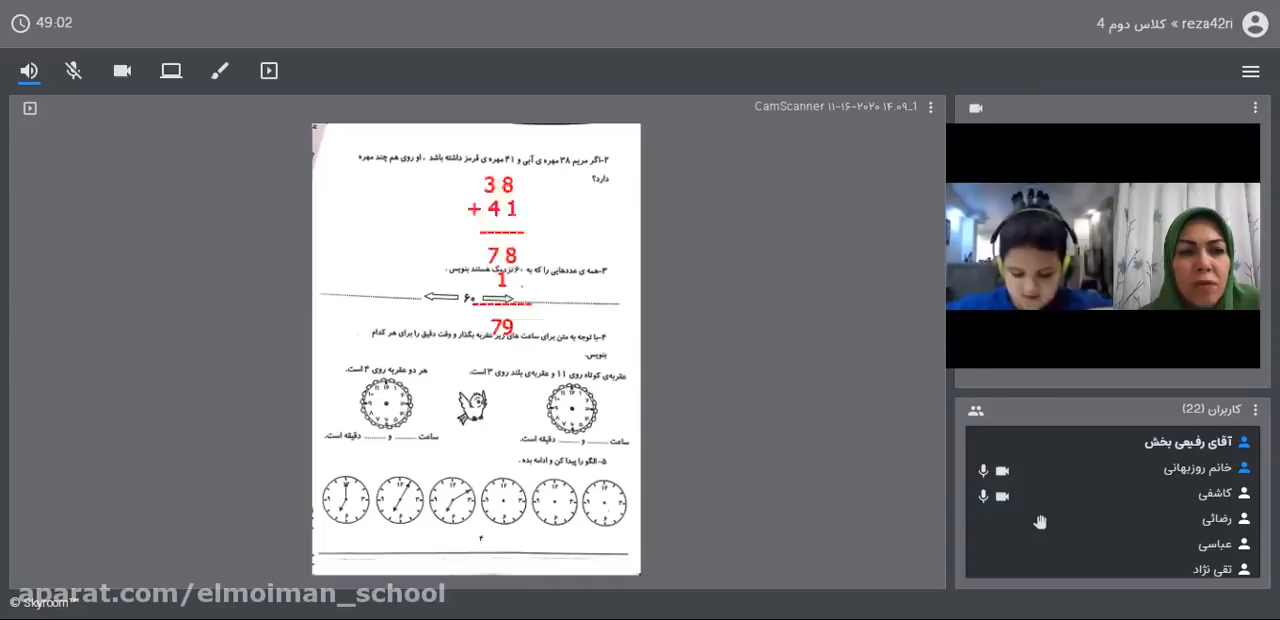 49:02
reza42ri » کلاس دوم 4
CamScanner ۱۱-۱۶-۲۰۲۰ ۱۴.۰۹_1
۲-اگر مریم ۳۸ مهره ی آبی و ۴۱ مهره ی قرمز داشته باشد ، او روی هم چند مهره
دارد؟
38
+ 41
78
۳-همه ی عددهایی را که به ۶۰ نزدیک هستند بنویس .
1
۶۰
79
۴-با توجه به متن برای ساعت های زیر عقربه بگذار و وقت دقیق را برای هر کدام
بنویس.
عقربه‌ی کوتاه روی ۱۱ و عقربه‌ی بلند روی ۳ است.
هر دو عقربه روی ۴ است.
ساعت ......... و ......... دقیقه است.
ساعت ......... و ......... دقیقه است.
۵-الگو را پیدا کن و ادامه بده .
۴
کاربران (22)
آقای رفیعی بخش
خانم روزبهانی
کاشفی
رضائی
عباسی
تقی نژاد
aparat.com/elmoiman_school
© Skyroom™